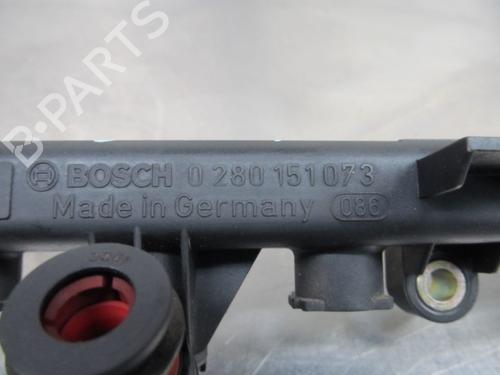 B-PARTS
BOSCH 0 280 151 073
Made in Germany 086